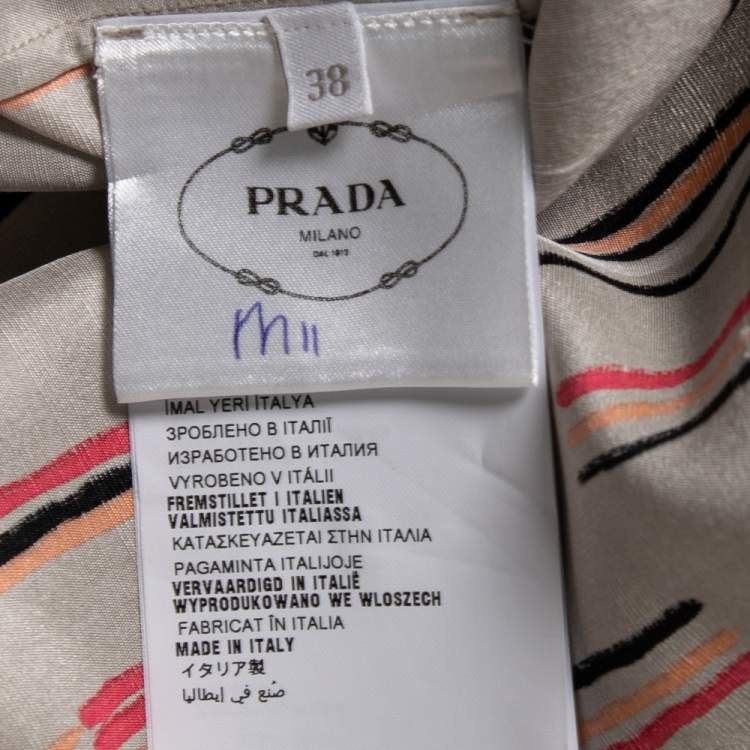 38
PRADA
MILANO
DAL 1913
M11
İMAL YERİ İTALYA
ЗРОБЛЕНО В ІТАЛІЇ
ИЗРАБОТЕНО В ИТАЛИЯ
VYROBENO V ITÁLII
FREMSTILLET I ITALIEN
VALMISTETTU ITALIASSA
ΚΑΤΑΣΚΕΥΑΖΕΤΑΙ ΣΤΗΝ ΙΤΑΛΙΑ
PAGAMINTA ITALIJOJE
VERVAARDIGD IN ITALIË
WYPRODUKOWANO WE WLOSZECH
FABRICAT ÎN ITALIA
MADE IN ITALY
イタリア製
صُنع في إيطاليا